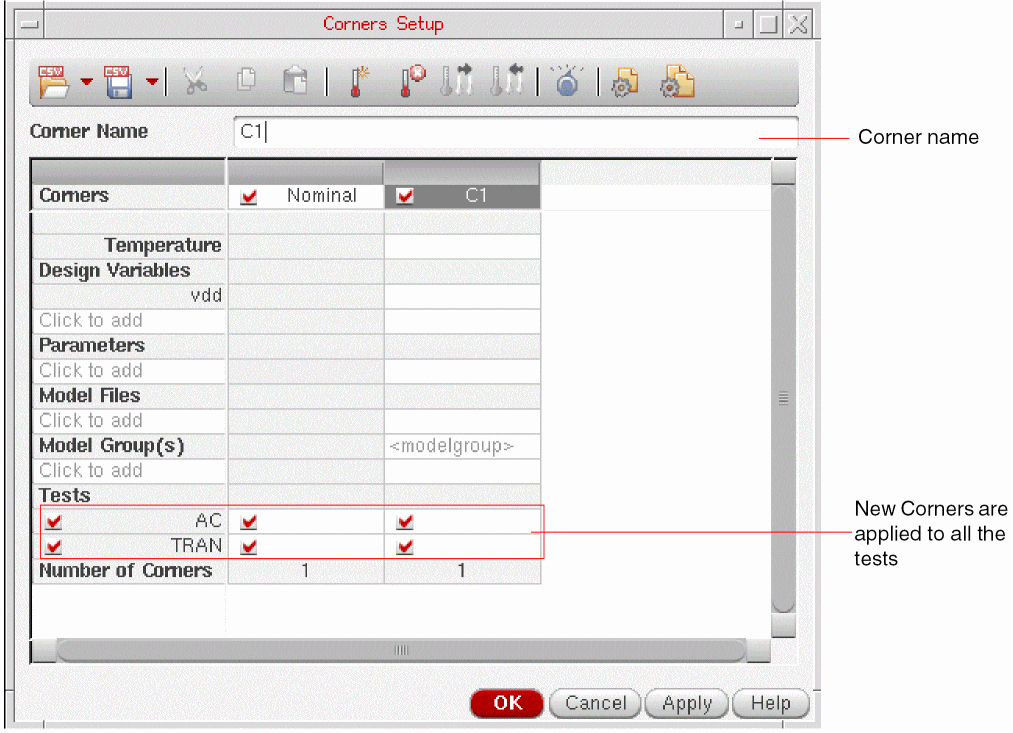 Corners Setup
CSV CSV
Corner Name C1
Corner name
Corners Nominal C1
Temperature
Design Variables
vdd
Click to add
Parameters
Click to add
Model Files
Click to add
Model Group(s) <modelgroup>
Click to add
Tests
AC
TRAN
Number of Corners 1 1
New Corners are
applied to all the
tests
OK Cancel Apply Help